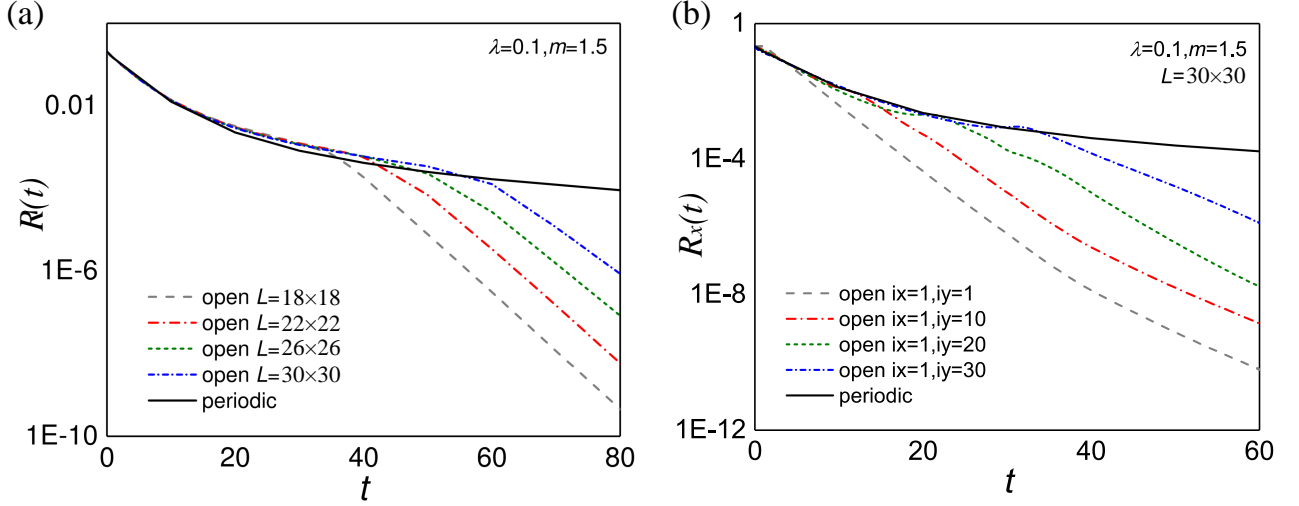 (a)
λ=0.1,m=1.5
R(t)
0.01
1E-6
1E-10
open L=18×18
open L=22×22
open L=26×26
open L=30×30
periodic
0
20
40
60
80
t
(b)
λ=0.1,m=1.5
L=30×30
Rx(t)
1
1E-4
1E-8
1E-12
open ix=1,iy=1
open ix=1,iy=10
open ix=1,iy=20
open ix=1,iy=30
periodic
0
20
40
60
t